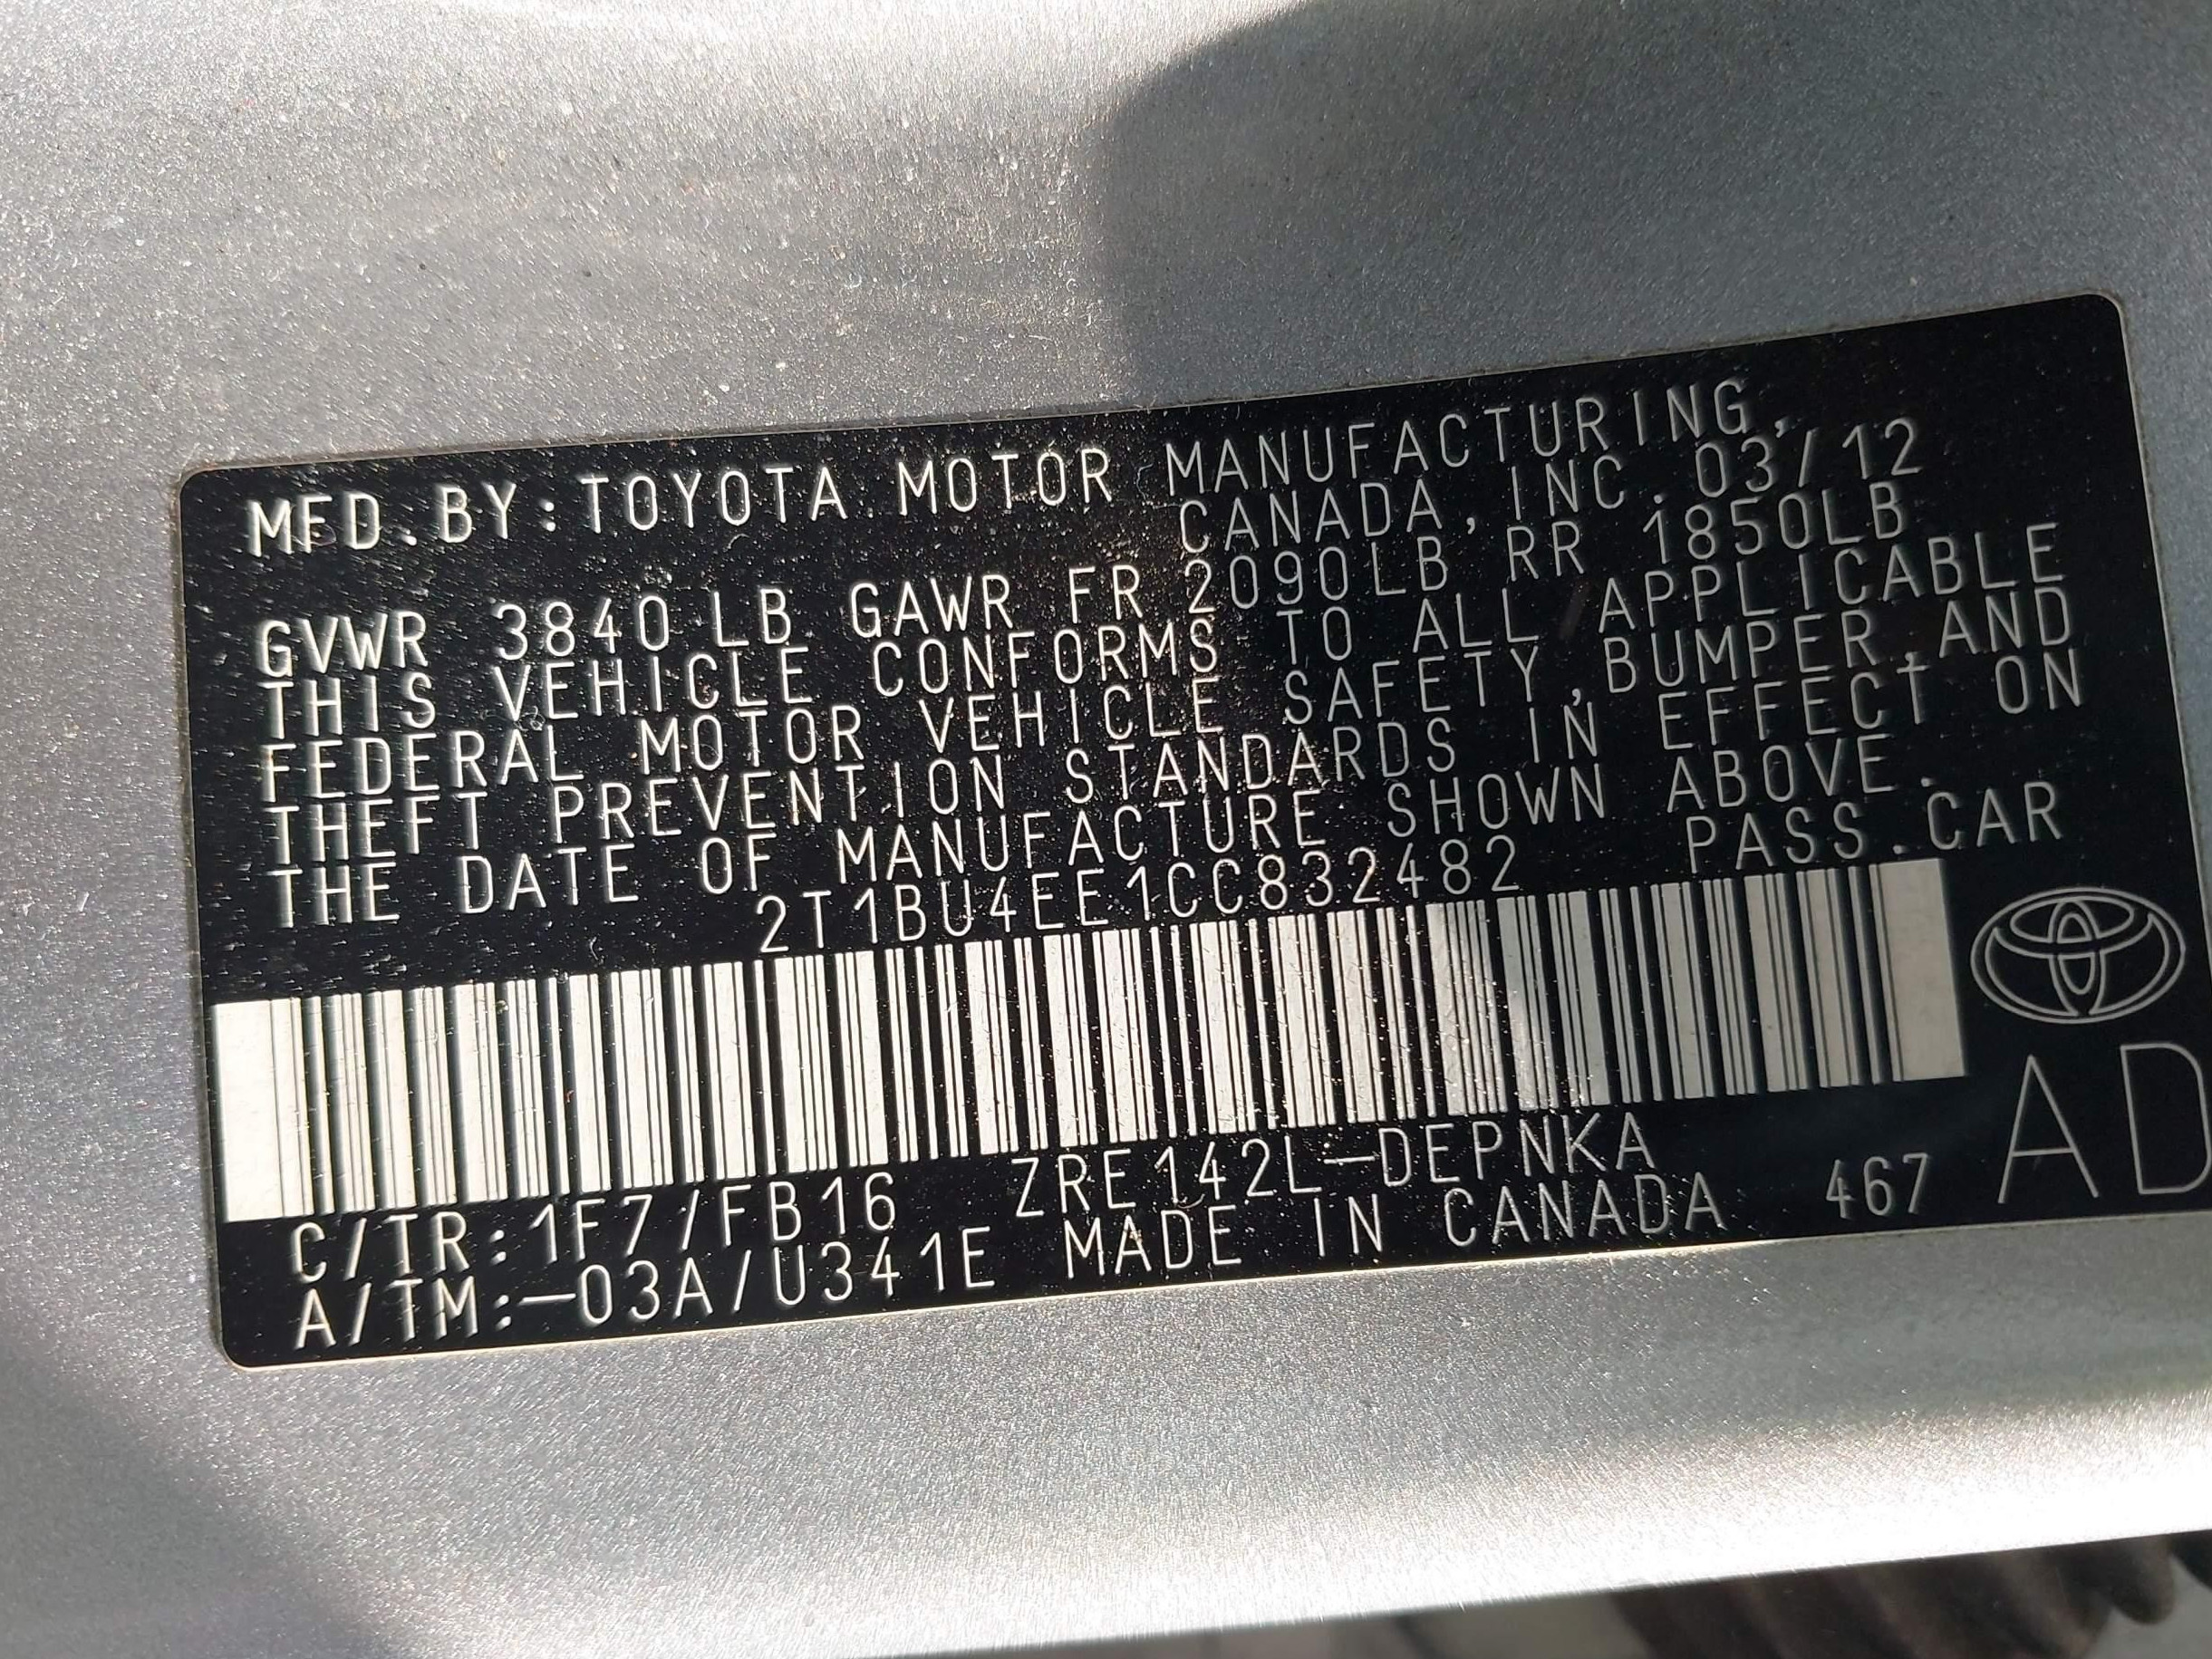 MFD.BY:TOYOTA MOTOR MANUFACTURING,
CANADA,INC.03/12
GVWR 3840 LB GAWR FR 2090LB RR 1850LB
THIS VEHICLE CONFORMS TO ALL APPLICABLE
FEDERAL MOTOR VEHICLE SAFETY,BUMPER,AND
THEFT PREVENTION STANDARDS IN EFFECT ON
THE DATE OF MANUFACTURE SHOWN ABOVE.
2T1BU4EE1CC832482 PASS.CAR
C/TR:1F7/FB16 ZRE142L-DEPNKA
A/TM:-03A/U341E MADE IN CANADA 467
AD